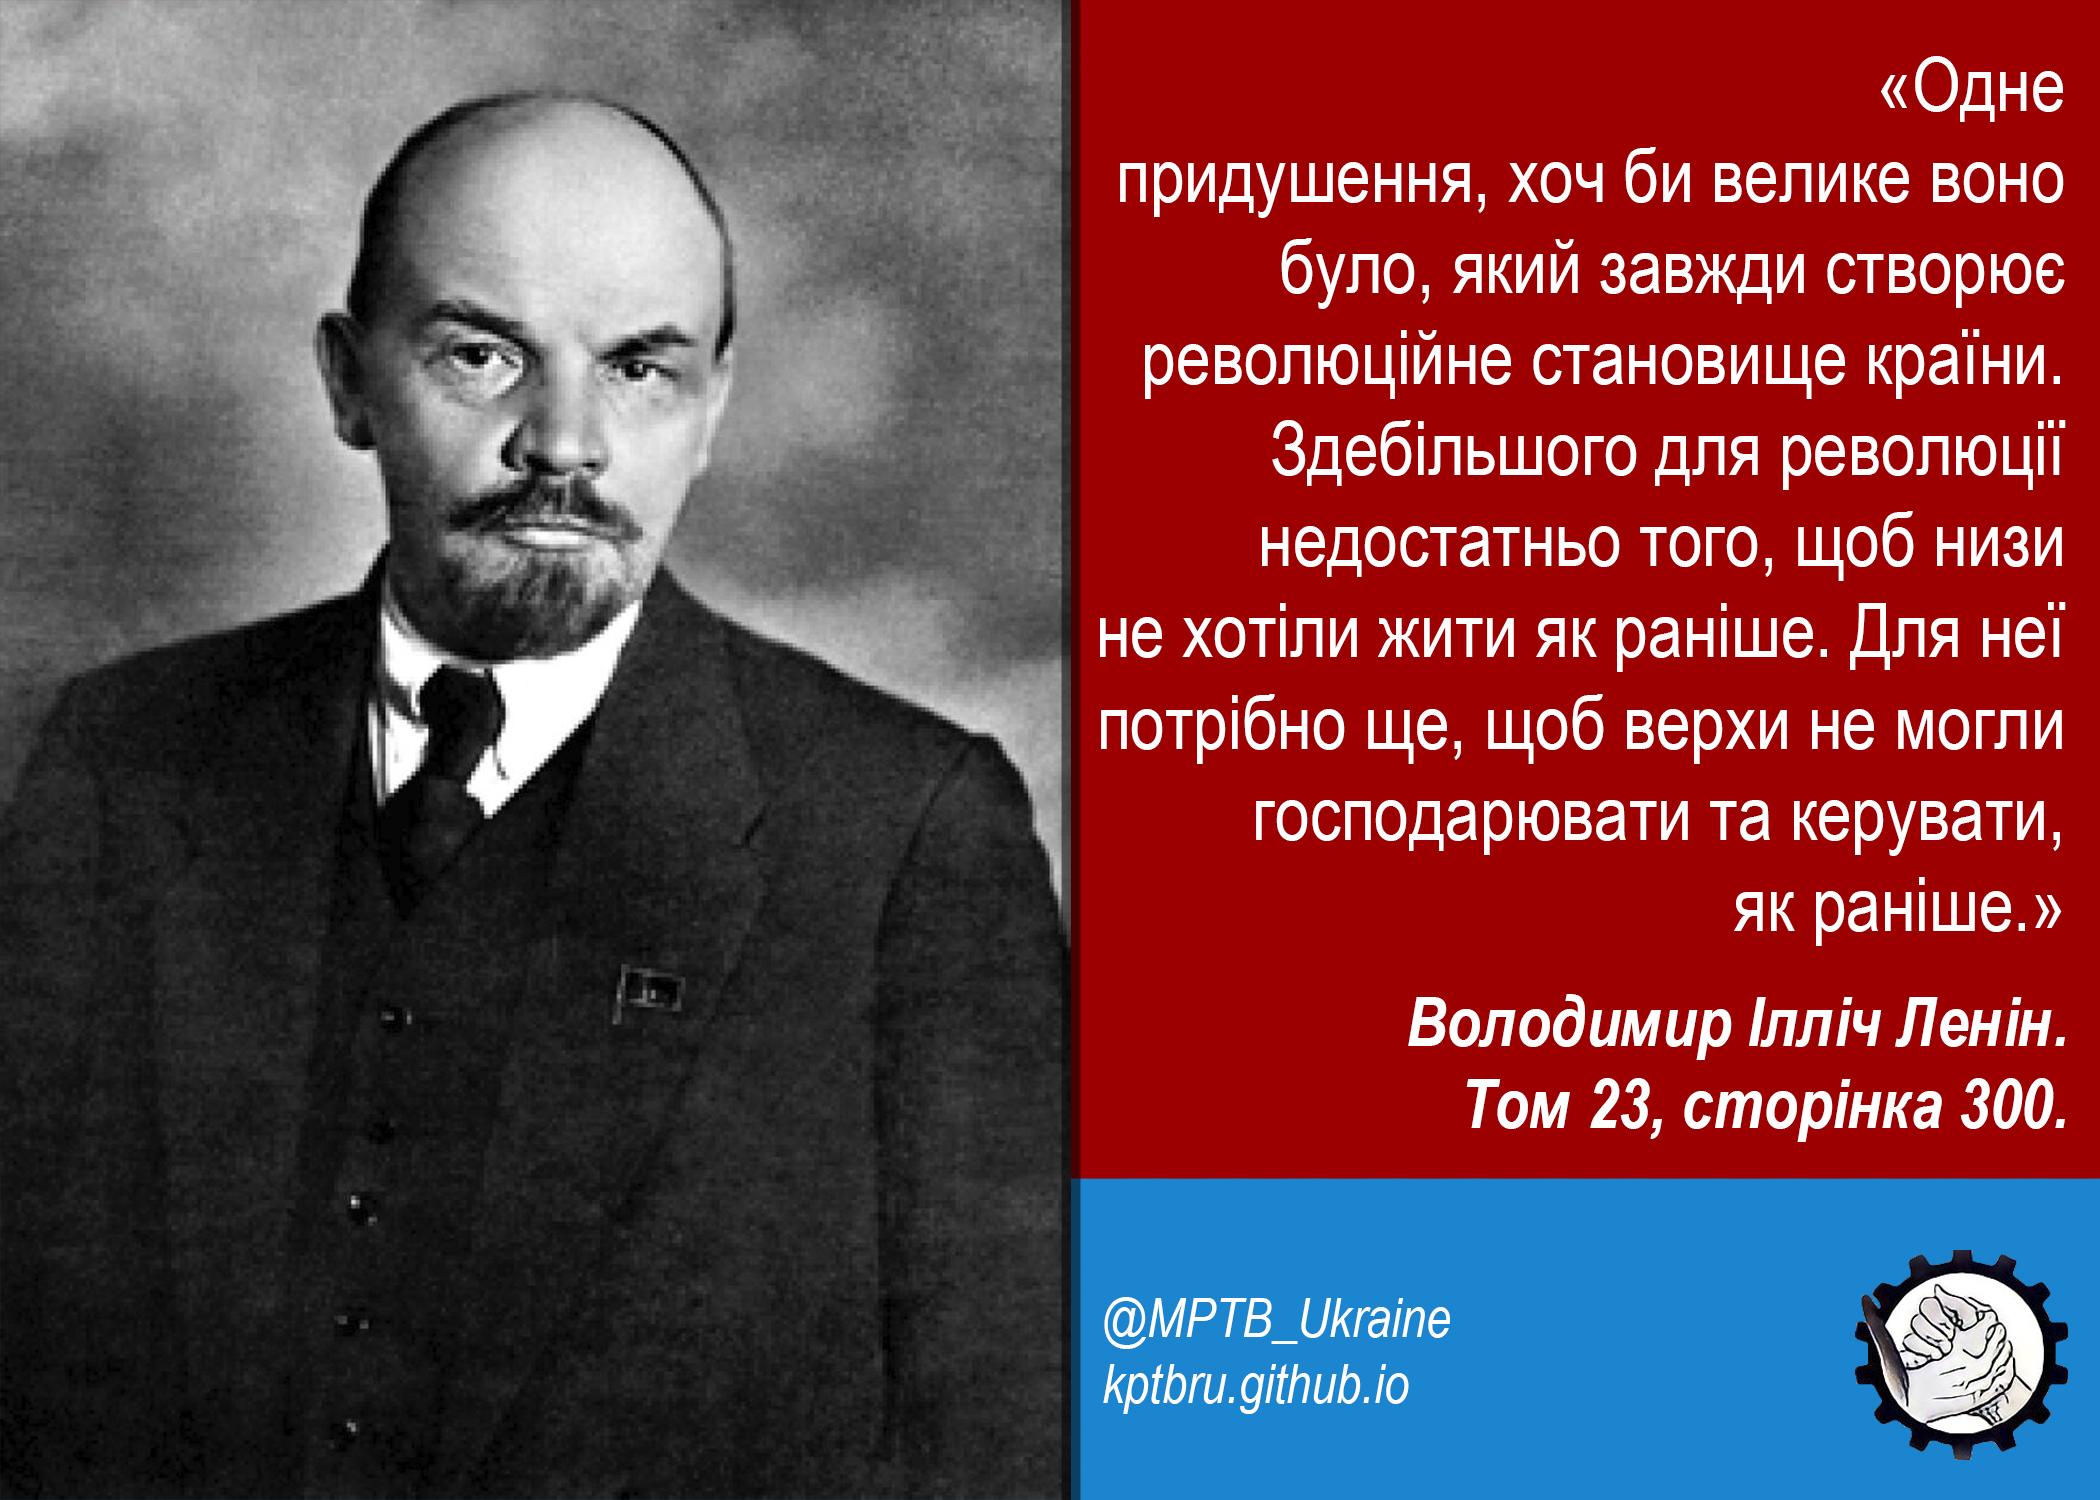 «Одне
придушення, хоч би велике воно
було, який завжди створює
революційне становище країни.
Здебільшого для революції
недостатньо того, щоб низи
не хотіли жити як раніше. Для неї
потрібно ще, щоб верхи не могли
господарювати та керувати,
як раніше.»
Володимир Ілліч Ленін.
Том 23, сторінка 300.
@MPTB_Ukraine
kptbru.github.io